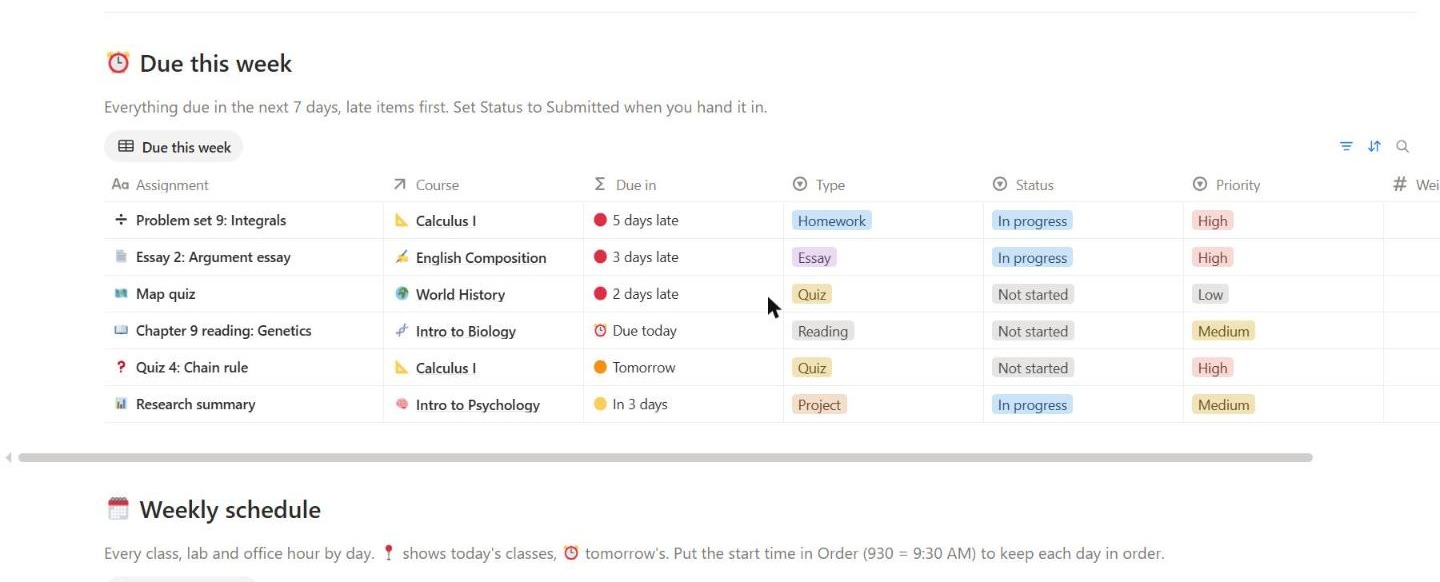 Due this week
Everything due in the next 7 days, late items first. Set Status to Submitted when you hand it in.
Due this week
Aa Assignment Course Σ Due in Type Status Priority # Wei
Problem set 9: Integrals Calculus I 5 days late Homework In progress High
Essay 2: Argument essay English Composition 3 days late Essay In progress High
Map quiz World History 2 days late Quiz Not started Low
Chapter 9 reading: Genetics Intro to Biology Due today Reading Not started Medium
Quiz 4: Chain rule Calculus I Tomorrow Quiz Not started High
Research summary Intro to Psychology In 3 days Project In progress Medium
Weekly schedule
Every class, lab and office hour by day. 📍 shows today's classes, ⏰ tomorrow's. Put the start time in Order (930 = 9:30 AM) to keep each day in order.